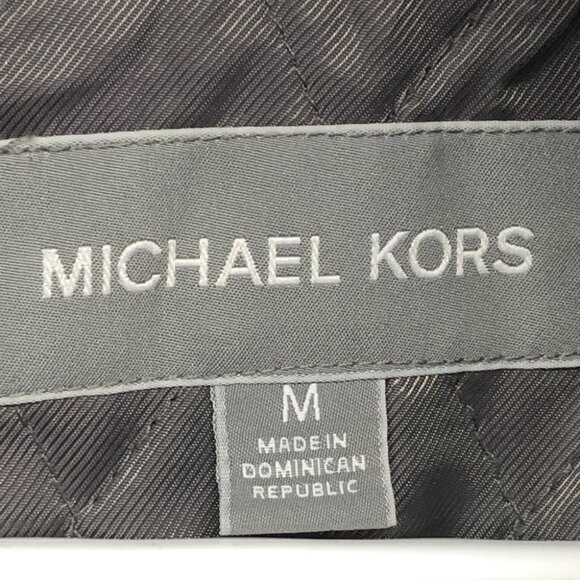 MICHAEL KORS
M
MADE IN
DOMINICAN
REPUBLIC